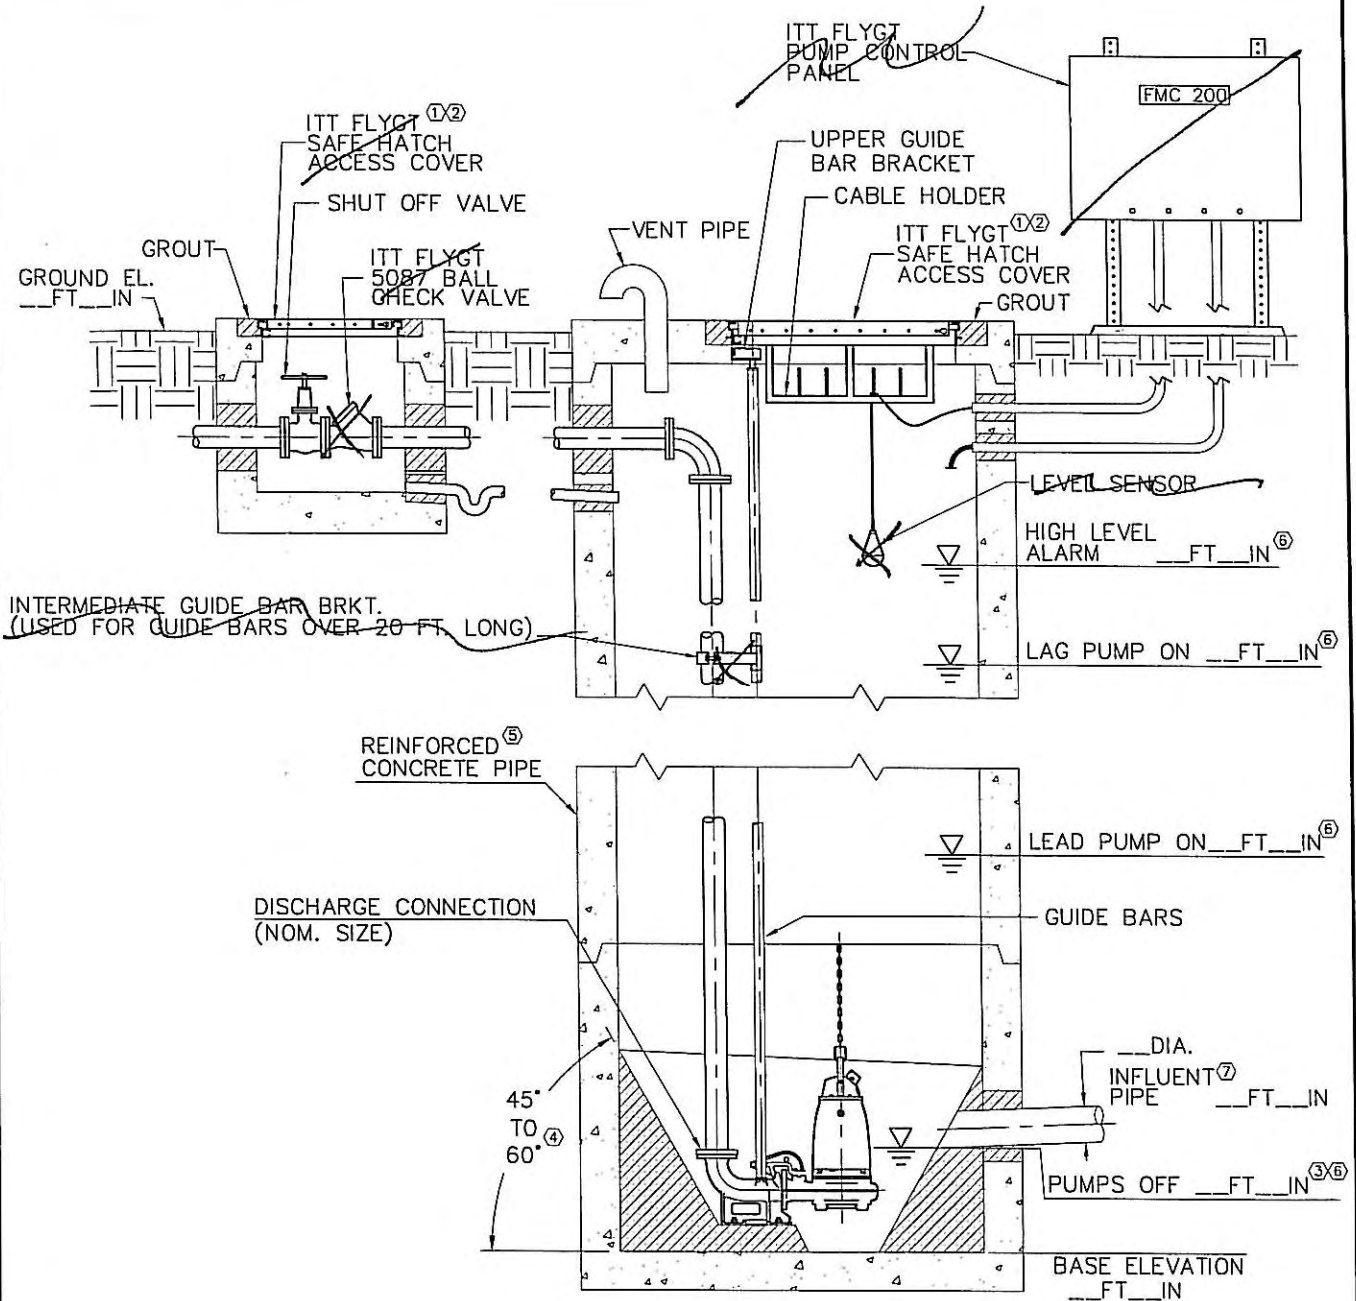 ITT FLYGT
PUMP CONTROL
PANEL
FMC 200
ITT FLYGT ①②
SAFE HATCH
ACCESS COVER
UPPER GUIDE
BAR BRACKET
SHUT OFF VALVE
CABLE HOLDER
GROUT
VENT PIPE
ITT FLYGT ①②
SAFE HATCH
ACCESS COVER
ITT FLYGT
5087 BALL
CHECK VALVE
GROUND EL.
__FT__IN
GROUT
LEVEL SENSOR
HIGH LEVEL
ALARM __FT__IN ⑥
INTERMEDIATE GUIDE BAR BRKT.
(USED FOR GUIDE BARS OVER 20 FT. LONG)
LAG PUMP ON __FT__IN ⑥
REINFORCED ⑤
CONCRETE PIPE
LEAD PUMP ON__FT__IN ⑥
DISCHARGE CONNECTION
(NOM. SIZE)
GUIDE BARS
__DIA.
INFLUENT ⑦
PIPE __FT__IN
45°
TO
60° ④
PUMPS OFF __FT__IN ③⑥
BASE ELEVATION
__FT__IN